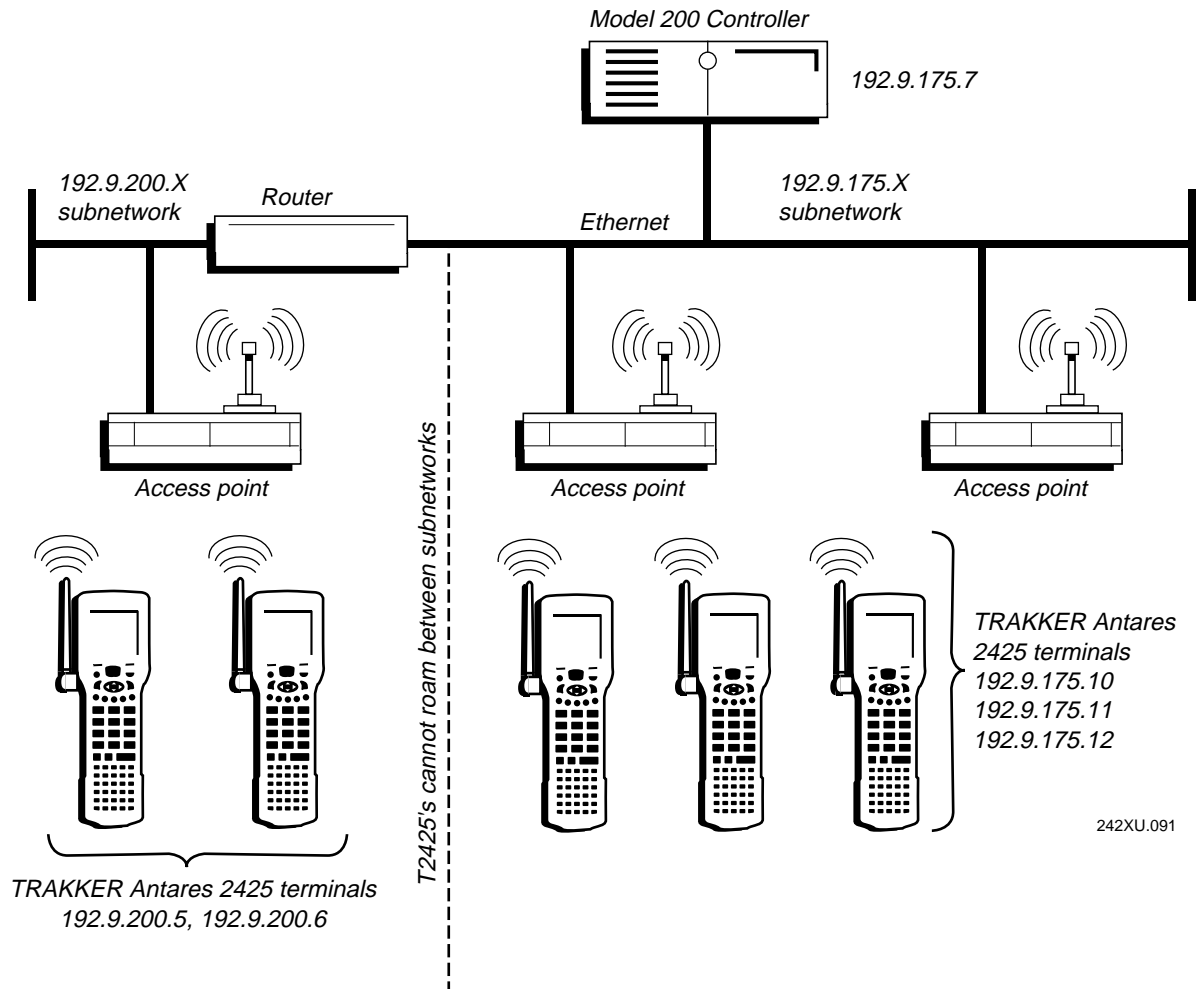 Model 200 Controller
192.9.175.7
192.9.200.X
subnetwork
Router
Ethernet
192.9.175.X
subnetwork
Access point
Access point
Access point
T2425's cannot roam between subnetworks
TRAKKER Antares
2425 terminals
192.9.175.10
192.9.175.11
192.9.175.12
242XU.091
TRAKKER Antares 2425 terminals
192.9.200.5, 192.9.200.6